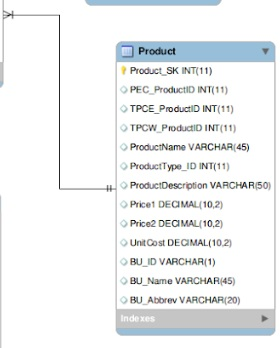 Product
Product_SK INT(11)
PEC_ProductID INT(11)
TPCE_ProductID INT(11)
TPCW_ProductID INT(11)
ProductName VARCHAR(45)
ProductType_ID INT(11)
ProductDescription VARCHAR(50)
Price1 DECIMAL(10,2)
Price2 DECIMAL(10,2)
UnitCost DECIMAL(10,2)
BU_ID VARCHAR(1)
BU_Name VARCHAR(45)
BU_Abbrev VARCHAR(20)
Indexes